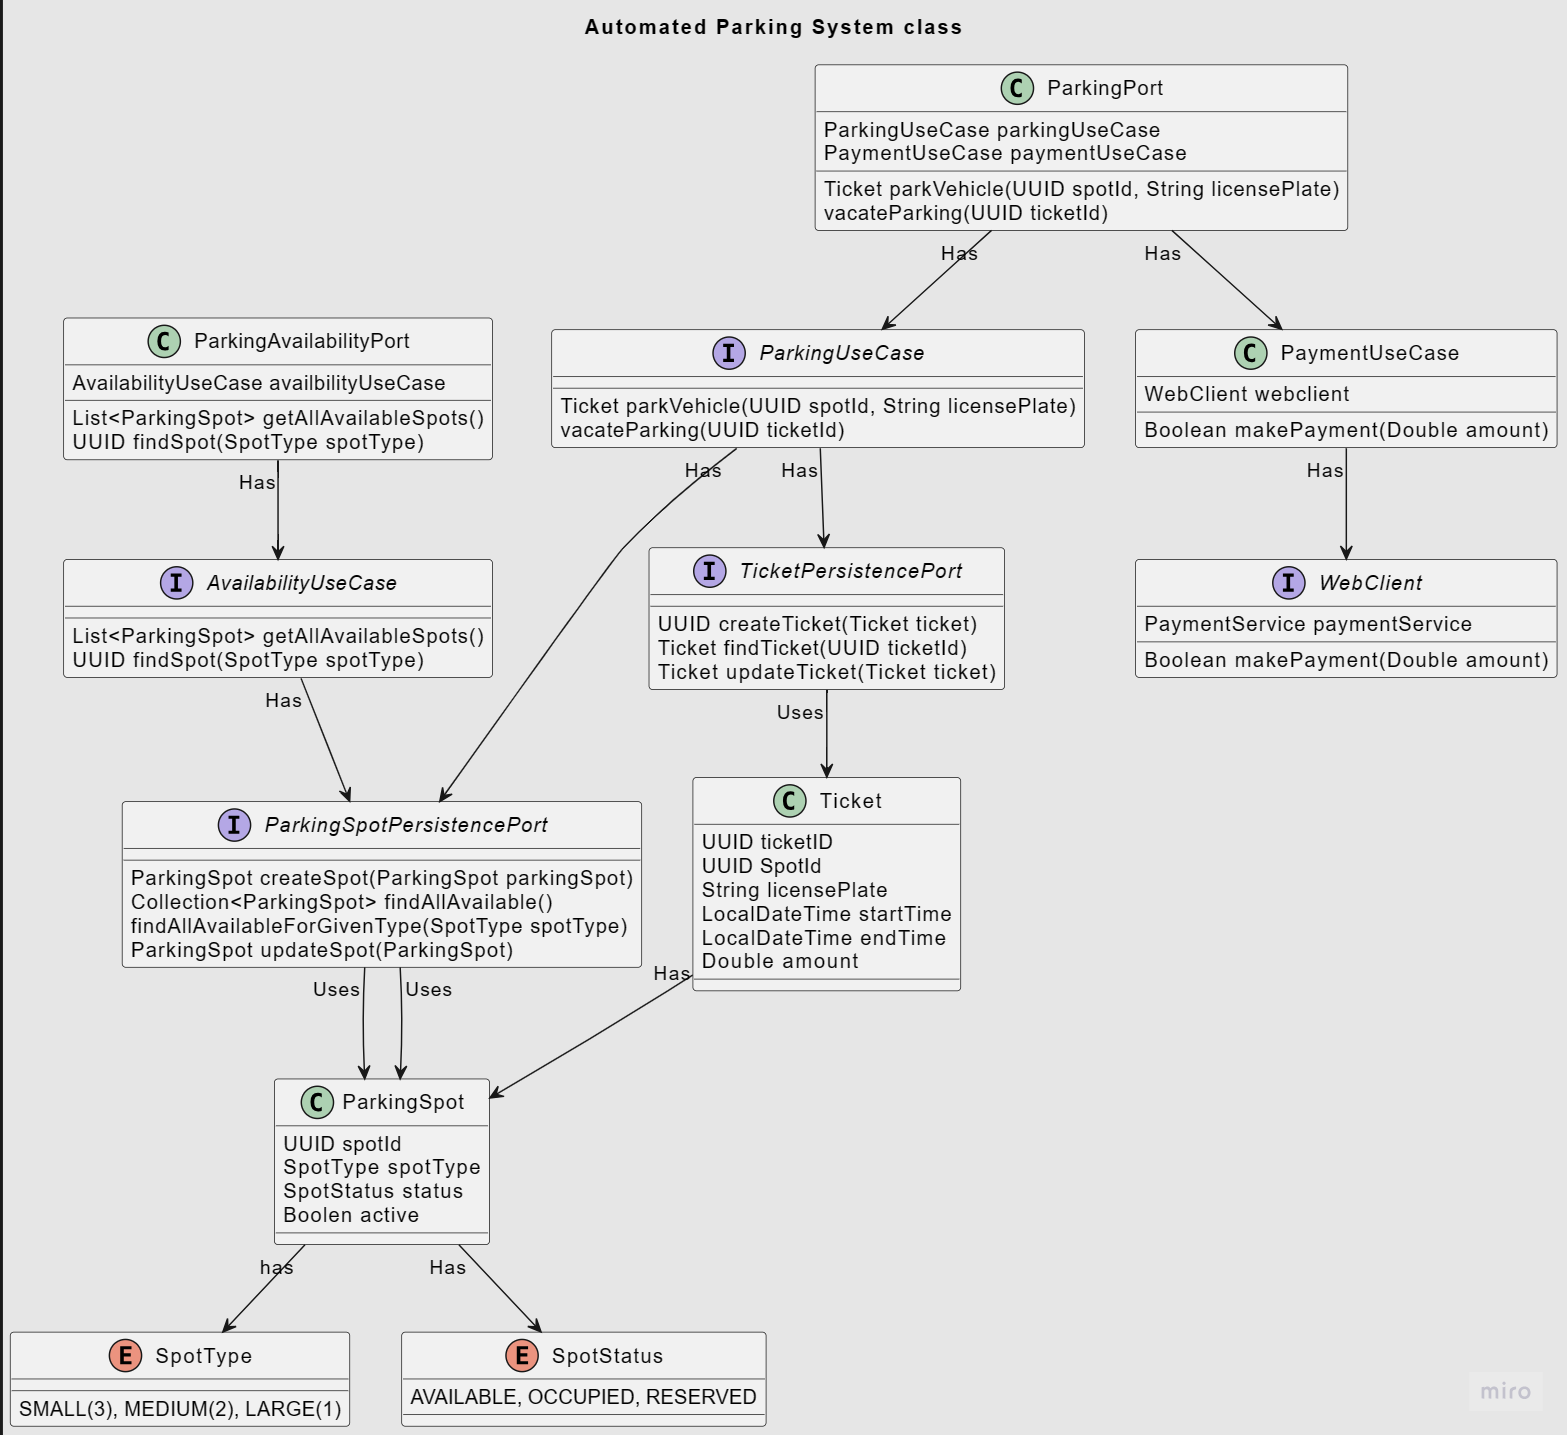 Automated Parking System class
C ParkingPort
ParkingUseCase parkingUseCase
PaymentUseCase paymentUseCase
Ticket parkVehicle(UUID spotId, String licensePlate)
vacateParking(UUID ticketId)
Has
Has
C ParkingAvailabilityPort
AvailabilityUseCase availbilityUseCase
List<ParkingSpot> getAllAvailableSpots()
UUID findSpot(SpotType spotType)
I ParkingUseCase
Ticket parkVehicle(UUID spotId, String licensePlate)
vacateParking(UUID ticketId)
C PaymentUseCase
WebClient webclient
Boolean makePayment(Double amount)
Has
Has
Has
Has
I AvailabilityUseCase
List<ParkingSpot> getAllAvailableSpots()
UUID findSpot(SpotType spotType)
I TicketPersistencePort
UUID createTicket(Ticket ticket)
Ticket findTicket(UUID ticketId)
Ticket updateTicket(Ticket ticket)
I WebClient
PaymentService paymentService
Boolean makePayment(Double amount)
Has
Uses
I ParkingSpotPersistencePort
ParkingSpot createSpot(ParkingSpot parkingSpot)
Collection<ParkingSpot> findAllAvailable()
findAllAvailableForGivenType(SpotType spotType)
ParkingSpot updateSpot(ParkingSpot)
C Ticket
UUID ticketID
UUID SpotId
String licensePlate
LocalDateTime startTime
LocalDateTime endTime
Double amount
Uses
Uses
Has
C ParkingSpot
UUID spotId
SpotType spotType
SpotStatus status
Boolen active
has
Has
E SpotType
SMALL(3), MEDIUM(2), LARGE(1)
E SpotStatus
AVAILABLE, OCCUPIED, RESERVED
miro